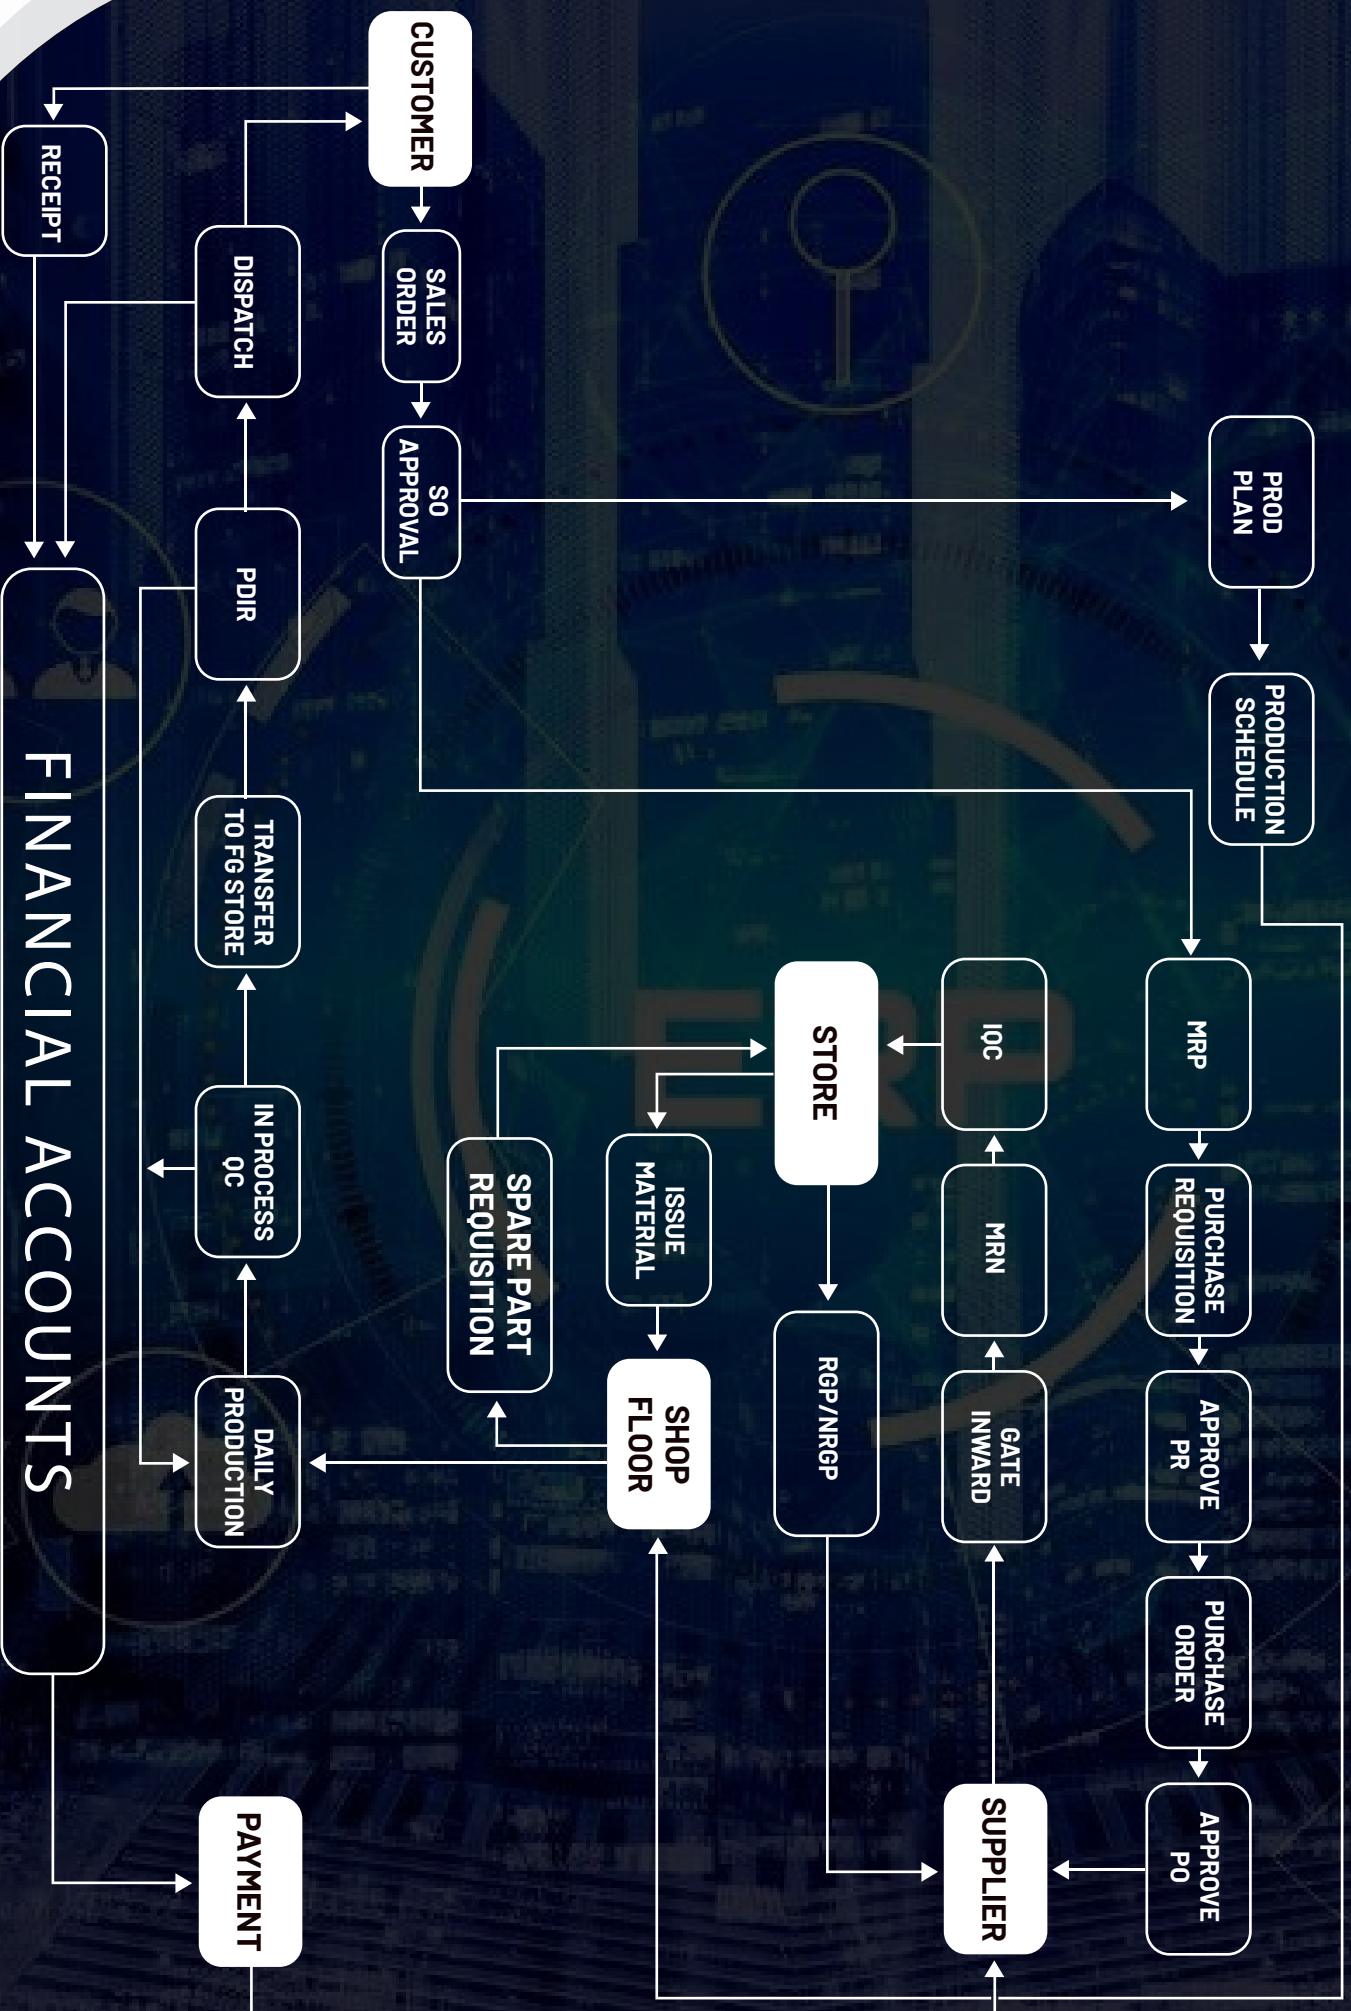 PROD
PLAN
PRODUCTION
SCHEDULE
MRP
PURCHASE
REQUISITION
APPROVE
PR
PURCHASE
ORDER
APPROVE
PO
IQC
MRN
GATE
INWARD
SUPPLIER
STORE
RGP/NRGP
ISSUE
MATERIAL
SHOP
FLOOR
SPARE PART
REQUISITION
CUSTOMER
SALES
ORDER
SO
APPROVAL
DISPATCH
PDIR
TRANSFER
TO FG STORE
IN PROCESS
QC
DAILY
PRODUCTION
PAYMENT
RECEIPT
FINANCIAL ACCOUNTS
ERP